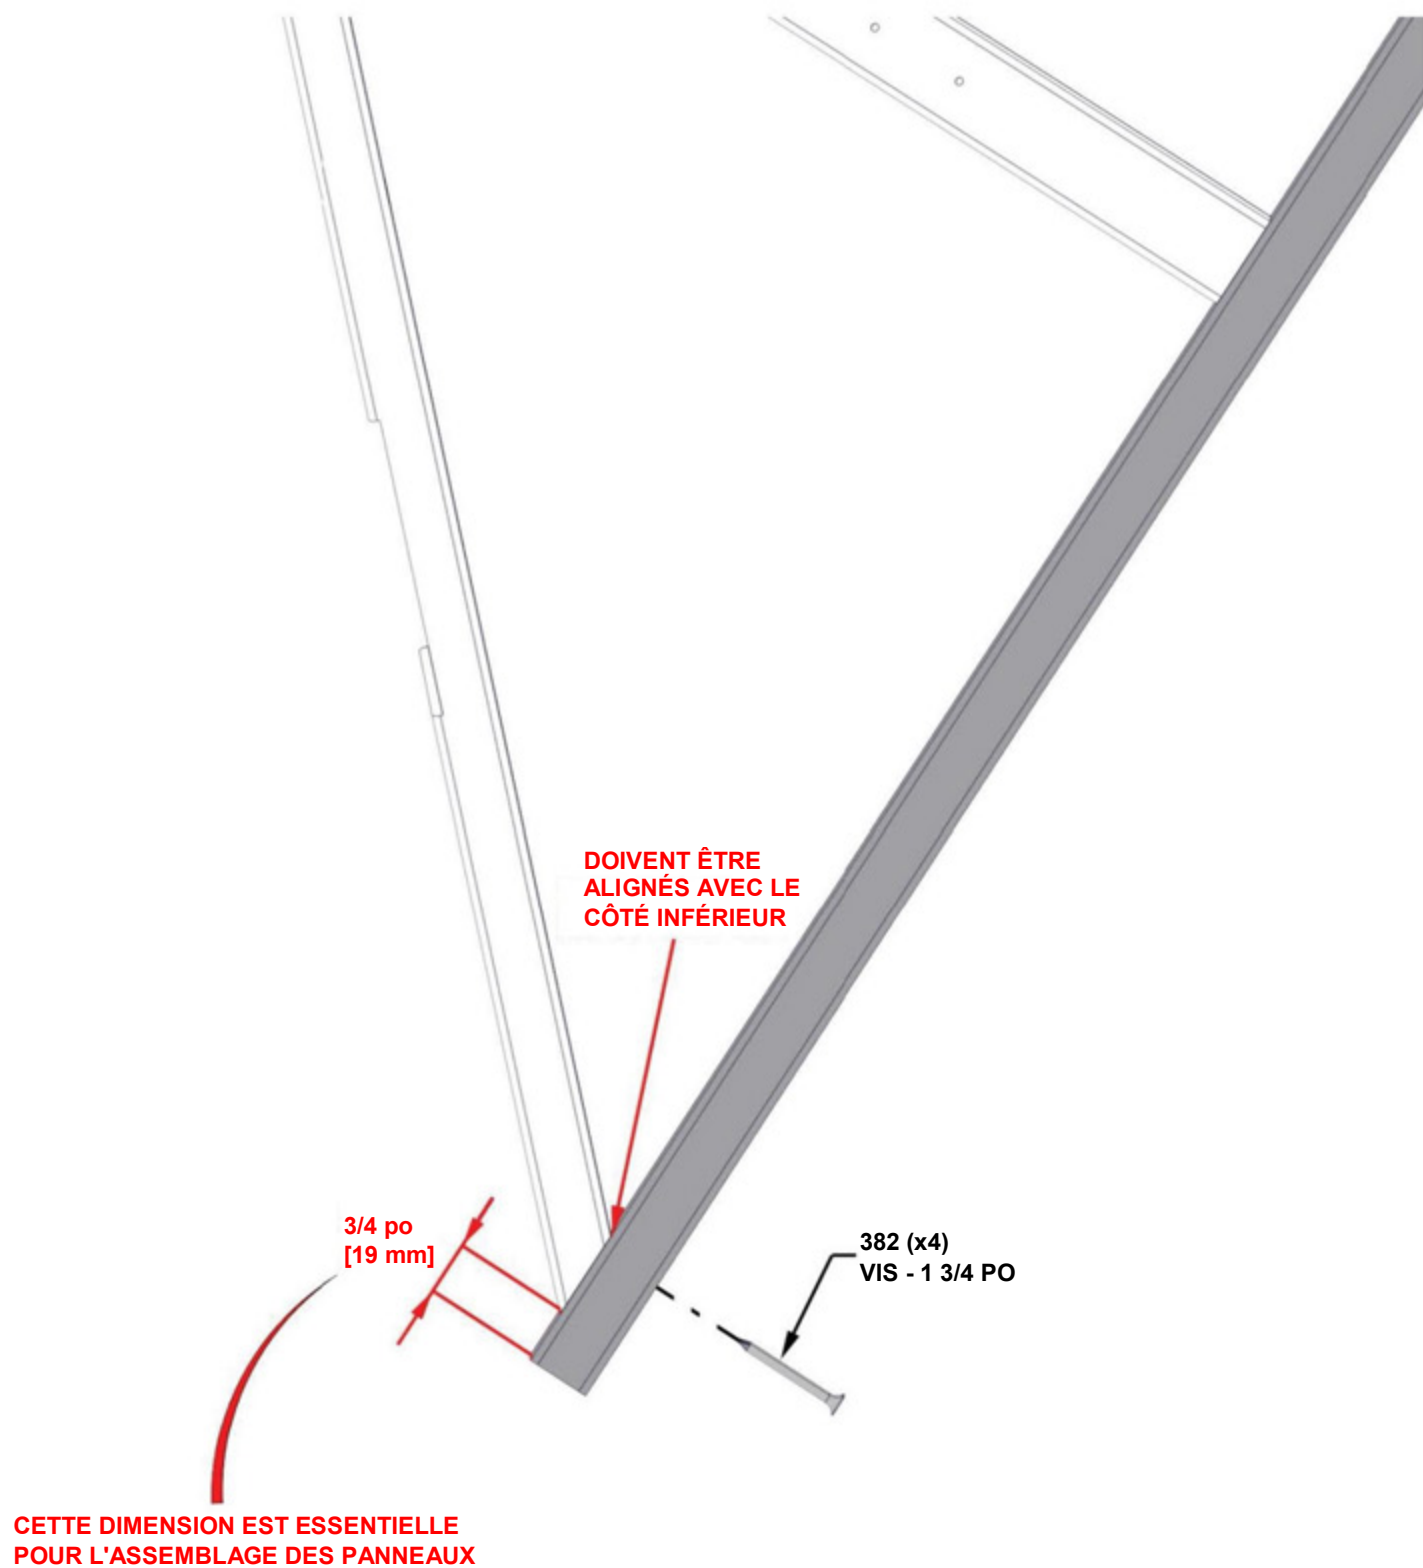 DOIVENT ÊTRE
ALIGNÉS AVEC LE
CÔTÉ INFÉRIEUR
3/4 po
[19 mm]
382 (x4)
VIS - 1 3/4 PO
CETTE DIMENSION EST ESSENTIELLE
POUR L'ASSEMBLAGE DES PANNEAUX